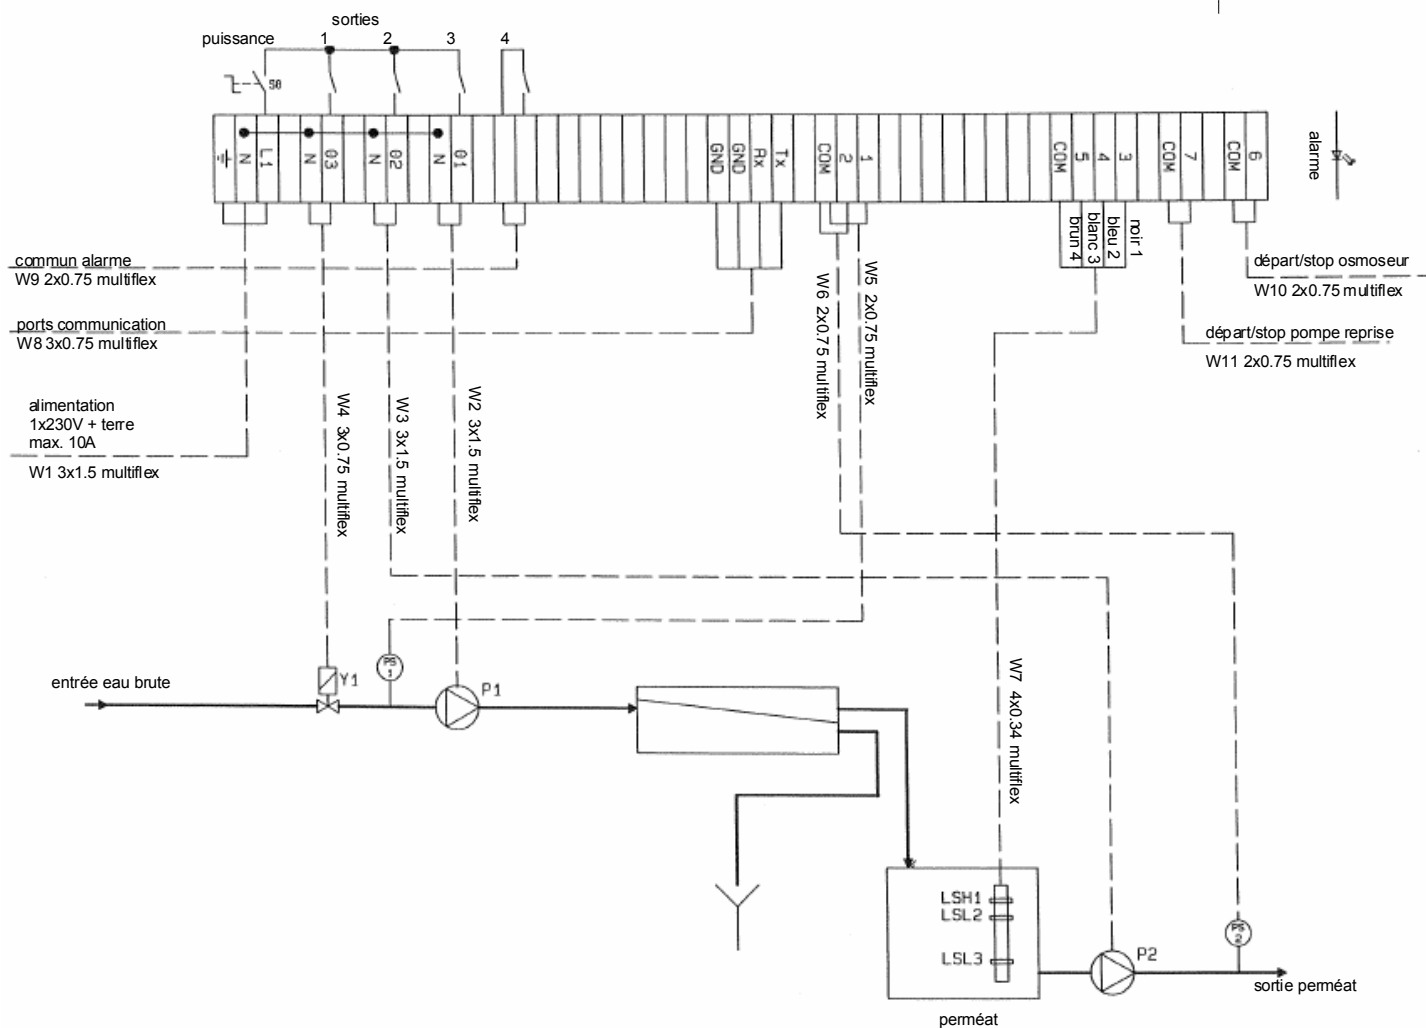 sorties
puissance 1 2 3 4
S0
N L1 N 03 N 02 N 01 GND GND Rx Tx COM 2 1 COM 5 4 3 COM 7 COM 6
alarme
brun 4
blanc 3
bleu 2
noir 1
commun alarme
W9 2x0.75 multiflex
ports communication
W8 3x0.75 multiflex
alimentation
1x230V + terre
max. 10A
W1 3x1.5 multiflex
W4 3x0.75 multiflex
W3 3x1.5 multiflex
W2 3x1.5 multiflex
W6 2x0.75 multiflex
W5 2x0.75 multiflex
départ/stop osmoseur
W10 2x0.75 multiflex
départ/stop pompe reprise
W11 2x0.75 multiflex
W7 4x0.34 multiflex
entrée eau brute
Y1
PS
1
P1
LSH1
LSL2
LSL3
P2
PS
2
sortie perméat
perméat